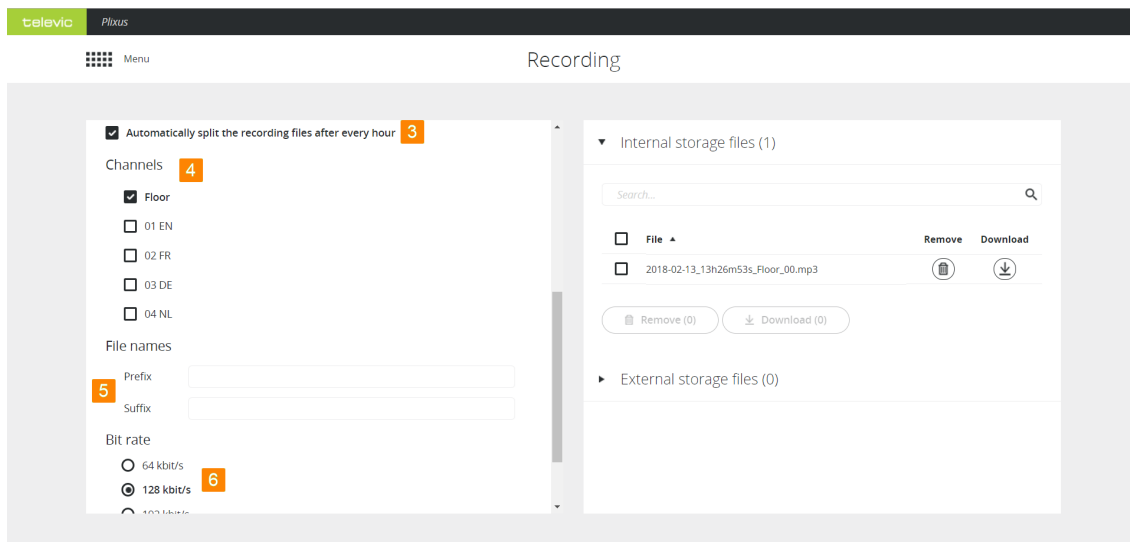 televic Plixus
Menu
Recording
Automatically split the recording files after every hour 3
Channels 4
Floor
01 EN
02 FR
03 DE
04 NL
File names
Prefix
5
Suffix
Bit rate
64 kbit/s
6
128 kbit/s
192 kbit/s
Internal storage files (1)
Search...
File Remove Download
2018-02-13_13h26m53s_Floor_00.mp3
Remove (0) Download (0)
External storage files (0)